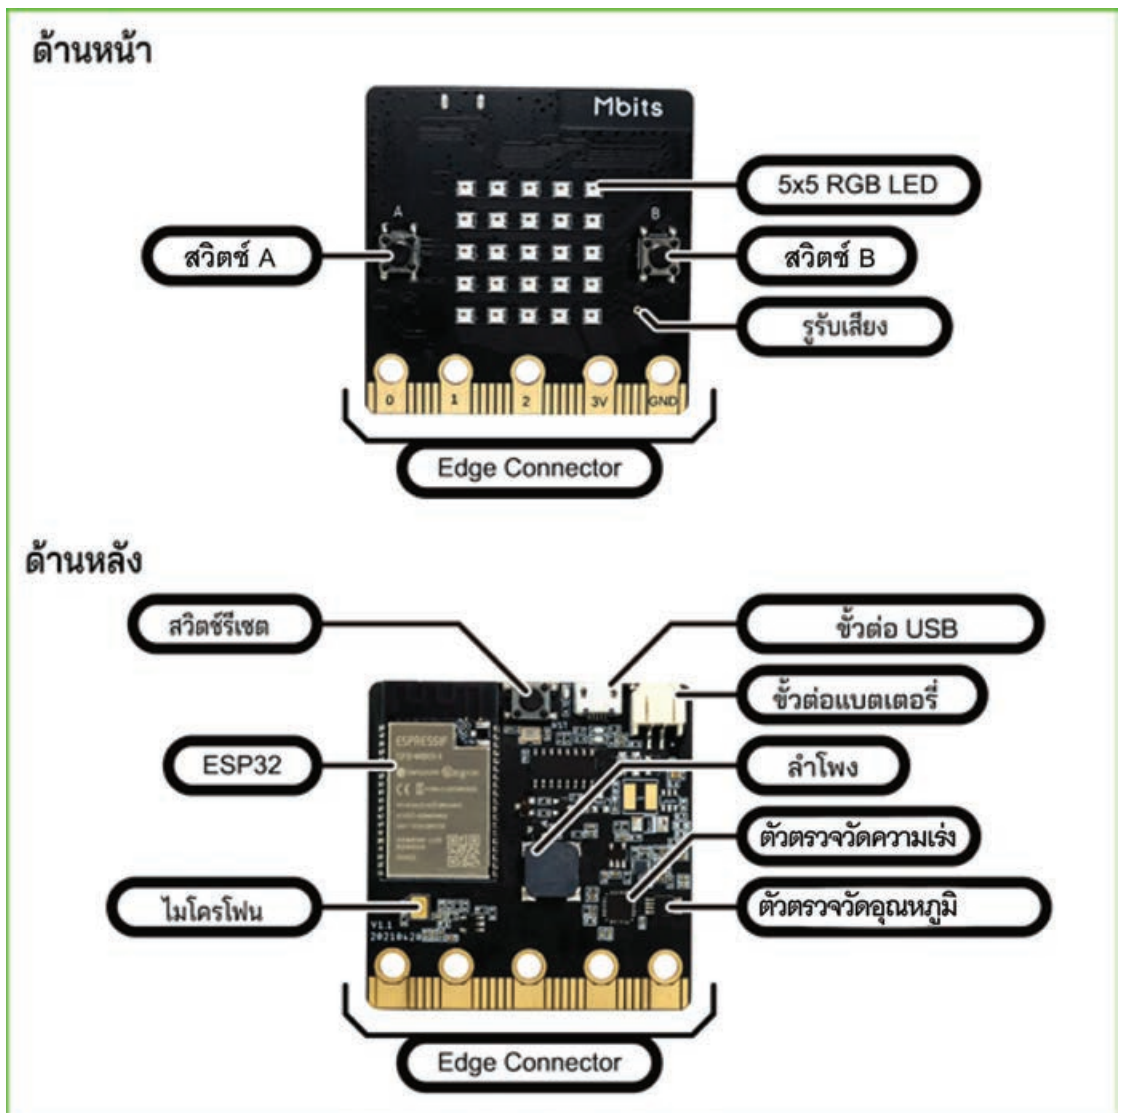 ด้านหน้า
Mbits
5x5 RGB LED
A
B
สวิตช์ A
สวิตช์ B
รูรับเสียง
0 1 2 3V GND
Edge Connector
ด้านหลัง
สวิตช์รีเซต
ขั้วต่อ USB
ขั้วต่อแบตเตอรี่
ESPRESSIF
ESP32
ลำโพง
ตัวตรวจวัดความเร่ง
ไมโครโฟน
ตัวตรวจวัดอุณหภูมิ
V1.1
20210420
Edge Connector